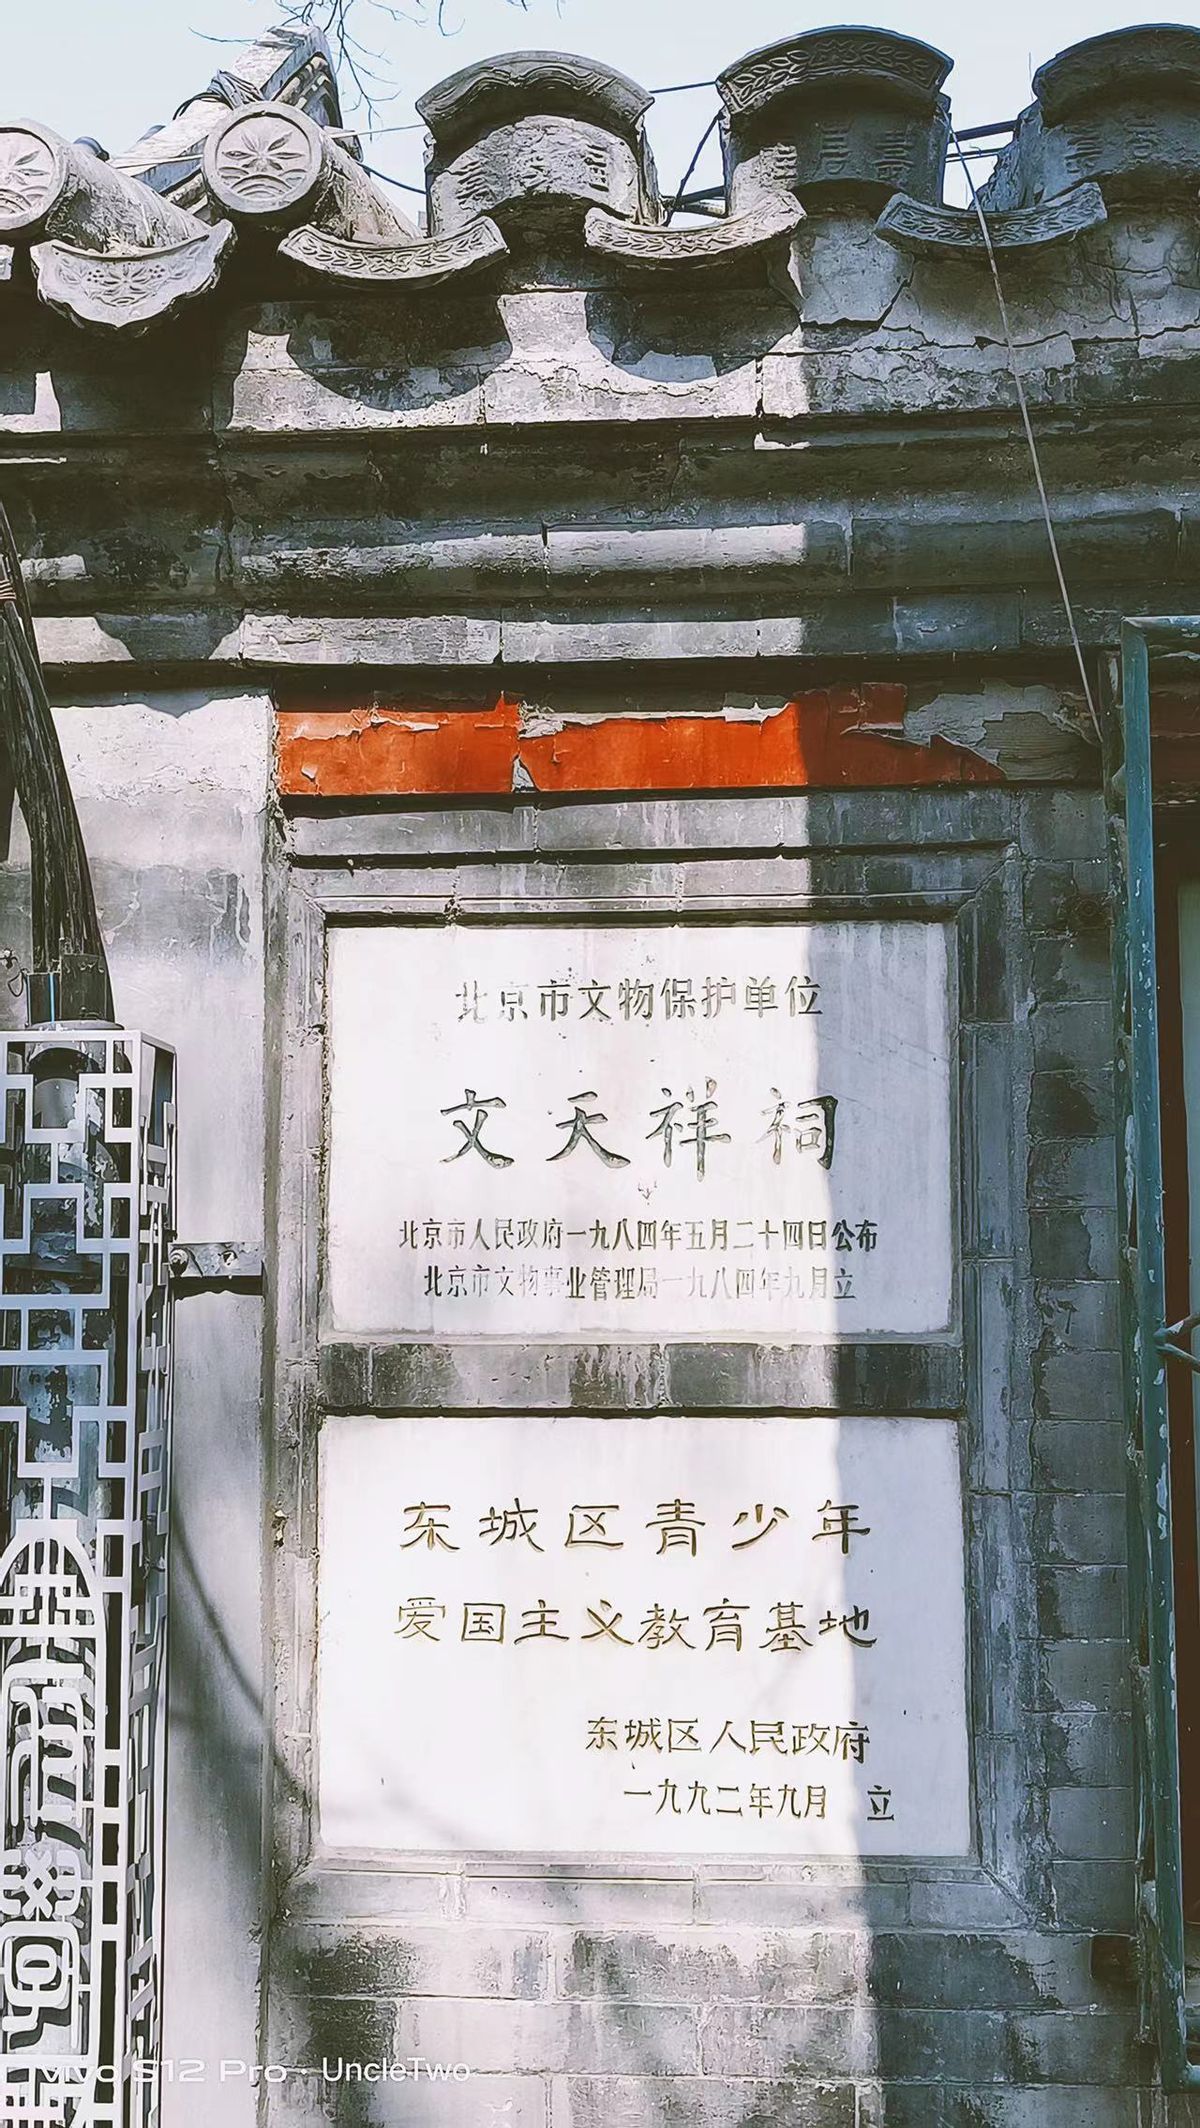 北京市文物保护单位
文天祥祠
北京市人民政府一九八四年五月二十四日公布
北京市文物事业管理局一九八四年九月立
东城区青少年
爱国主义教育基地
东城区人民政府
一九九二年九月 立
vivo S12 Pro · UncleTwo